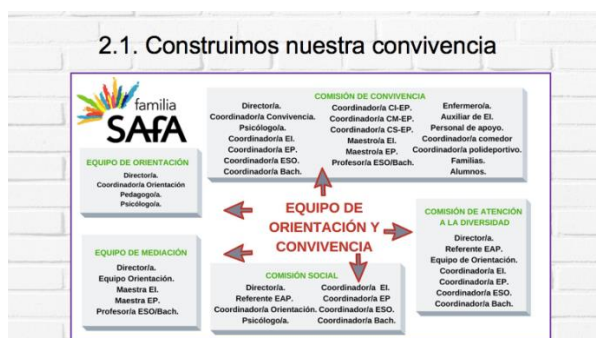 2.1. Construimos nuestra convivencia
familia
SAFA
COMISIÓN DE CONVIVENCIA
Director/a.
Coordinador/a Convivencia.
Psicólogo/a.
Coordinador/a EI.
Coordinador/a EP.
Coordinador/a ESO.
Coordinador/a Bach.
Coordinador/a CI-EP.
Coordinador/a CM-EP.
Coordinador/a CS-EP.
Maestro/a EI.
Maestro/a EP.
Profesor/a ESO/Bach.
Enfermero/a.
Auxiliar de EI.
Personal de apoyo.
Coordinador/a comedor
Coordinador/a polideportivo.
Familias.
Alumnos.
EQUIPO DE ORIENTACIÓN
Director/a.
Coordinador/a Orientación
Pedagogo/a.
Psicólogo/a.
EQUIPO DE
ORIENTACIÓN Y
CONVIVENCIA
COMISIÓN DE ATENCIÓN
A LA DIVERSIDAD
Director/a.
Referente EAP.
Equipo de Orientación.
Coordinador/a EI.
Coordinador/a EP.
Coordinador/a ESO.
Coordinador/a Bach.
EQUIPO DE MEDIACIÓN
Director/a.
Equipo Orientación.
Maestra EI.
Maestra EP.
Profesor/a ESO/Bach.
COMISIÓN SOCIAL
Director/a.
Referente EAP.
Coordinador/a Orientación.
Psicólogo/a.
Coordinador/a EI.
Coordinador/a EP
Coordinador/a ESO.
Coordinador/a Bach.